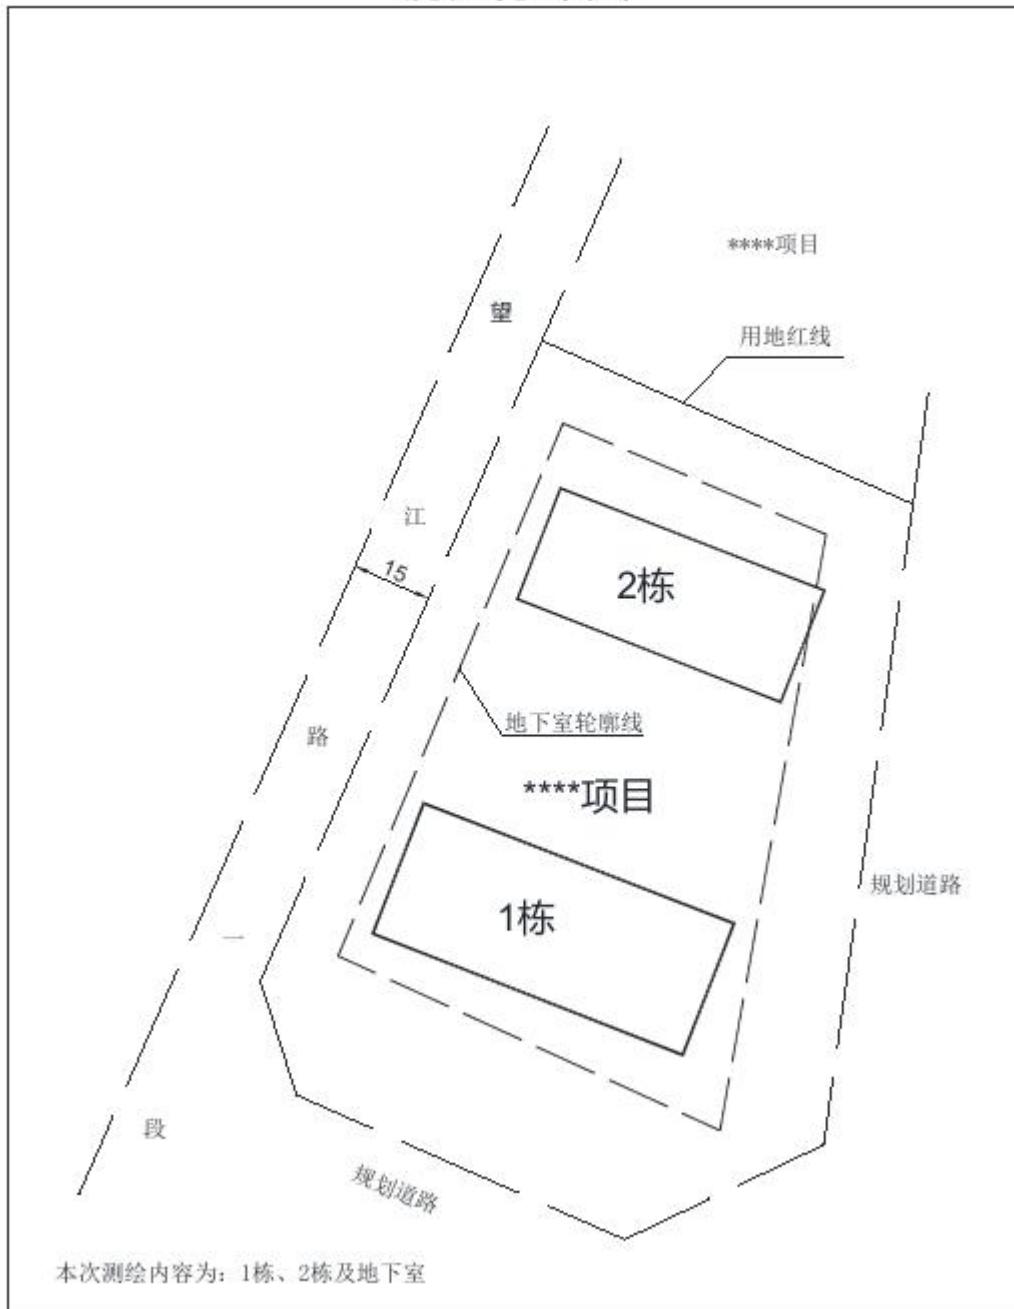 ****项目
望
用地红线
江
15
2栋
地下室轮廓线
路
****项目
规划道路
1栋
一
段
规划道路
本次测绘内容为：1栋、2栋及地下室